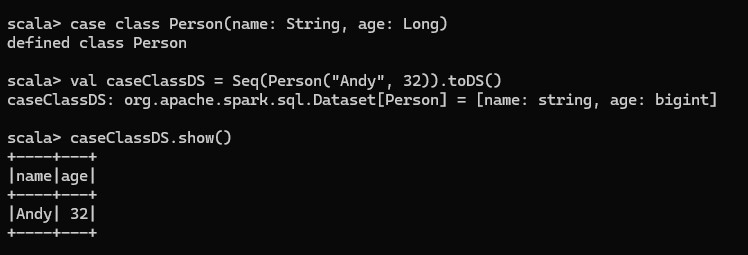 scala> case class Person(name: String, age: Long)
defined class Person
scala> val caseClassDS = Seq(Person("Andy", 32)).toDS()
caseClassDS: org.apache.spark.sql.Dataset[Person] = [name: string, age: bigint]
scala> caseClassDS.show()
+----+---+
|name|age|
+----+---+
|Andy| 32|
+----+---+